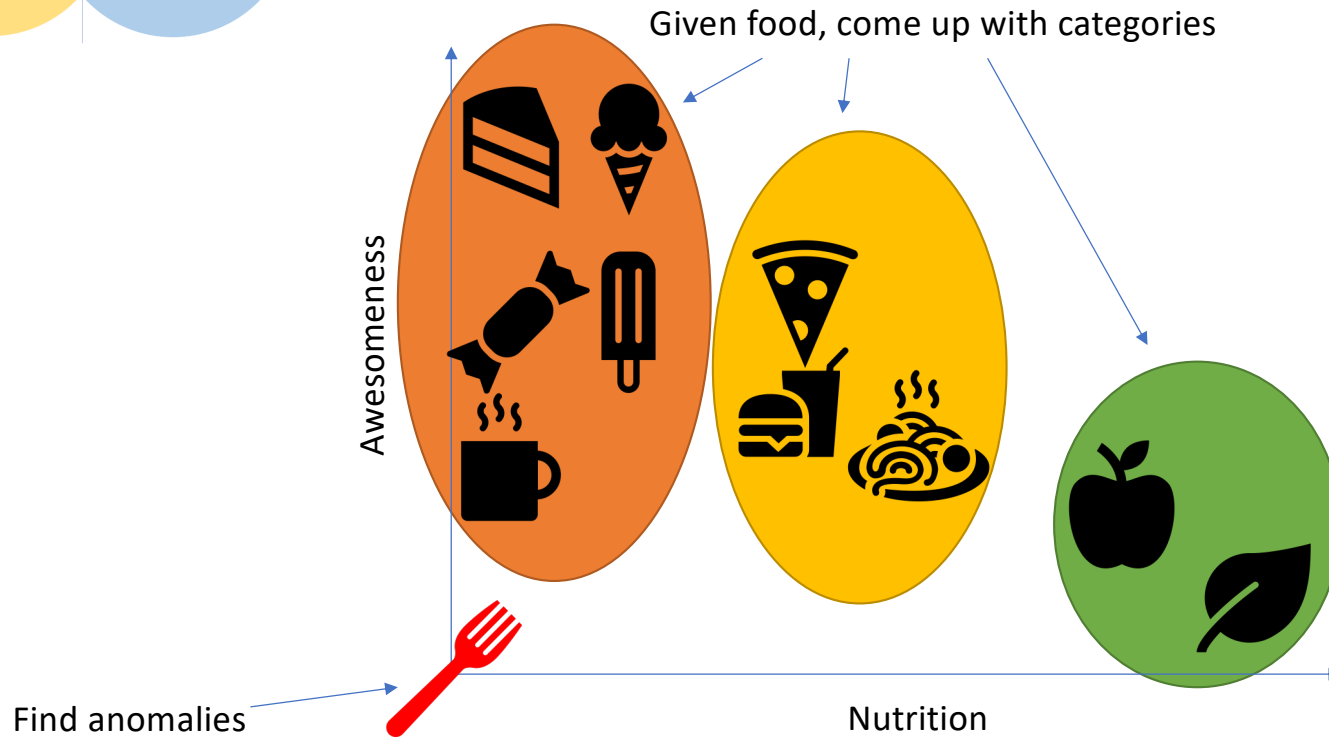 Given food, come up with categories
Awesomeness
Find anomalies
Nutrition